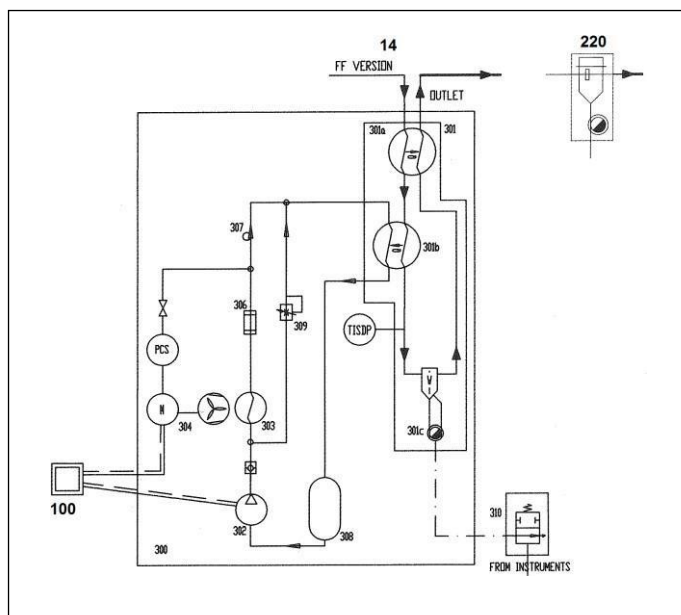 14
220
FF VERSION
OUTLET
301a
301
307
301b
306
309
TISDP
PCS
N
304
303
VI
301c
100
302
308
310
300
FROM INSTRUMENTS